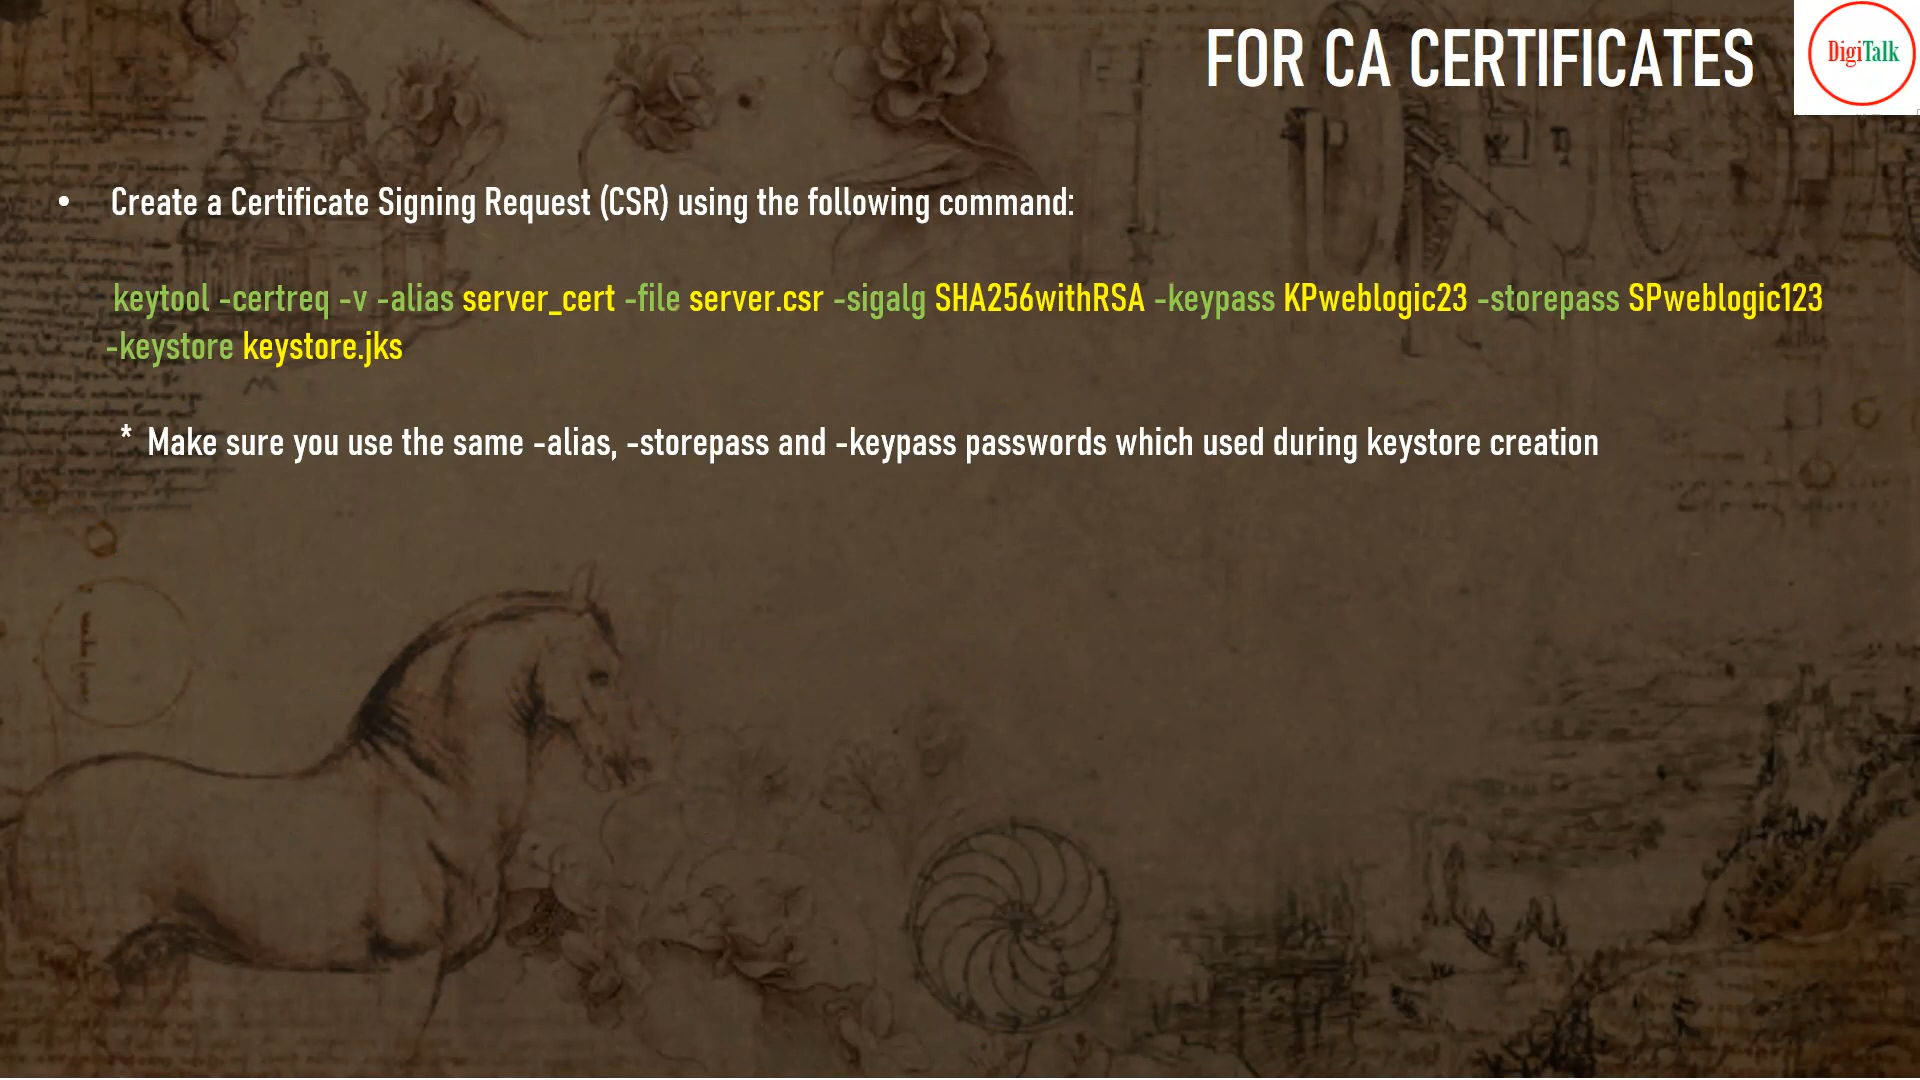 FOR CA CERTIFICATES
DigiTalk
• Create a Certificate Signing Request (CSR) using the following command:
keytool -certreq -v -alias server_cert -file server.csr -sigalg SHA256withRSA -keypass KPweblogic23 -storepass SPweblogic123
-keystore keystore.jks
* Make sure you use the same -alias, -storepass and -keypass passwords which used during keystore creation